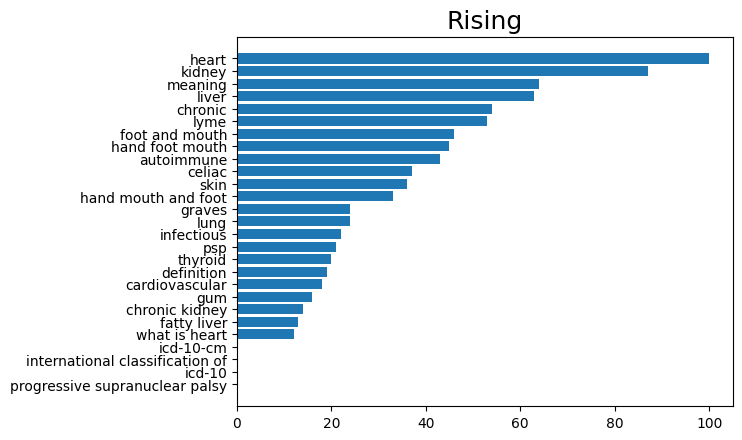 Rising
heart
kidney
meaning
liver
chronic
lyme
foot and mouth
hand foot mouth
autoimmune
celiac
skin
hand mouth and foot
graves
lung
infectious
psp
thyroid
definition
cardiovascular
gum
chronic kidney
fatty liver
what is heart
icd-10-cm
international classification of
icd-10
progressive supranuclear palsy
0 20 40 60 80 100